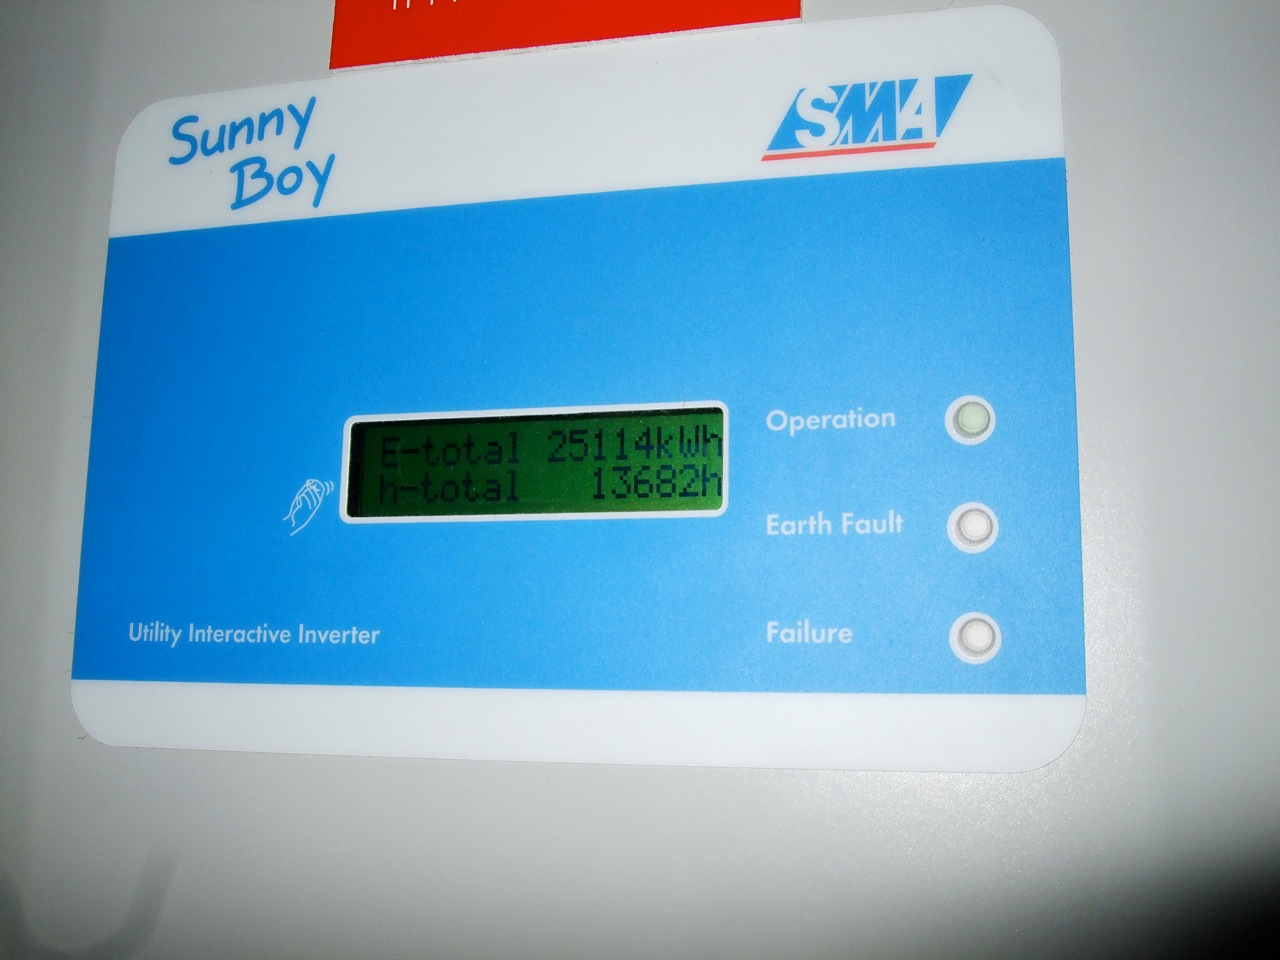 Sunny
Boy
SMA
E-total 25114kWh
h-total 13682h
Operation
Earth Fault
Failure
Utility Interactive Inverter